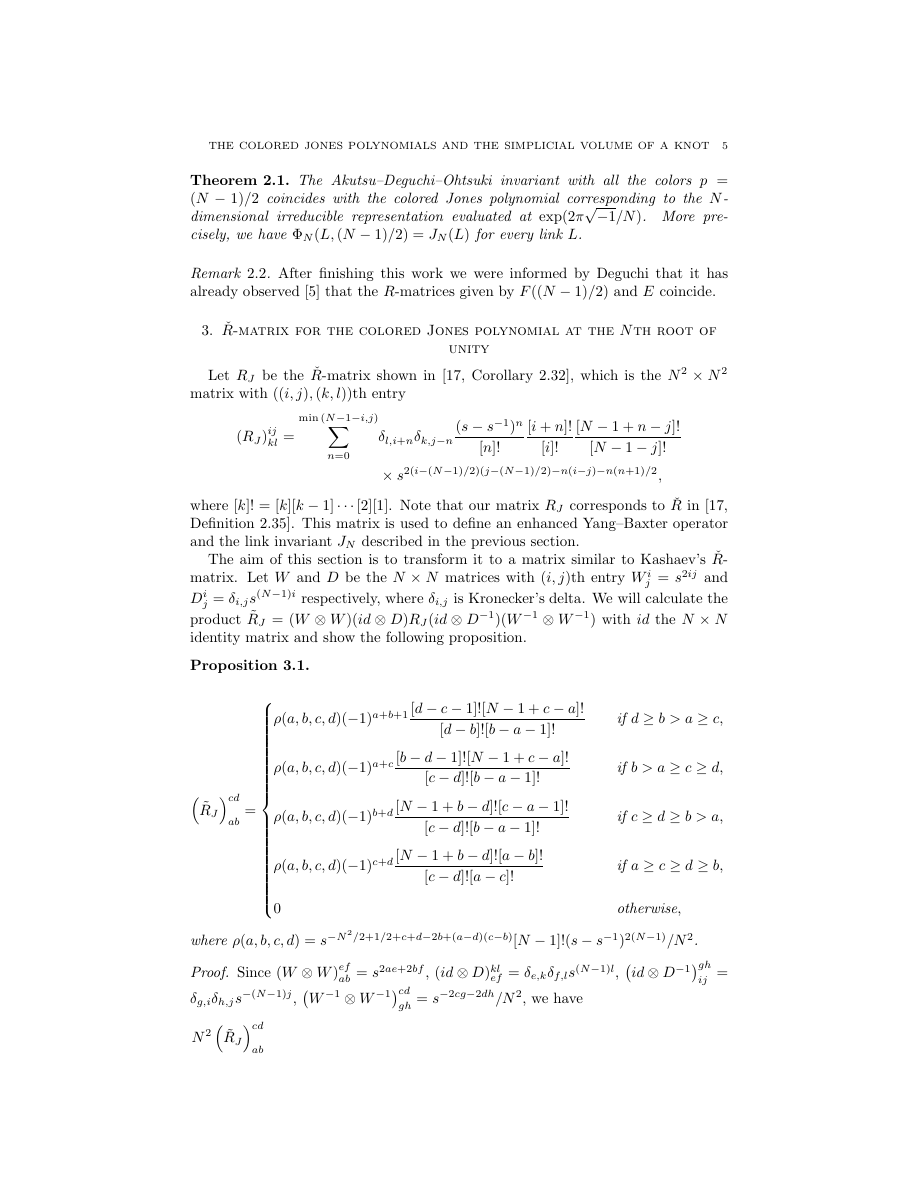 THE COLORED JONES POLYNOMIALS AND THE SIMPLICIAL VOLUME OF A KNOT 5
Theorem 2.1. The Akutsu–Deguchi–Ohtsuki invariant with all the colors p =
(N − 1)/2 coincides with the colored Jones polynomial corresponding to the N-
dimensional irreducible representation evaluated at exp(2π√−1/N). More pre-
cisely, we have Φ_N(L, (N − 1)/2) = J_N(L) for every link L.
Remark 2.2. After finishing this work we were informed by Deguchi that it has
already observed [5] that the R-matrices given by F((N − 1)/2) and E coincide.
3. Ř-MATRIX FOR THE COLORED JONES POLYNOMIAL AT THE NTH ROOT OF
UNITY
Let R_J be the Ř-matrix shown in [17, Corollary 2.32], which is the N² × N²
matrix with ((i, j), (k, l))th entry
(R_J)^{ij}_{kl} = \sum_{n=0}^{min (N−1−i,j)} δ_{l,i+n}δ_{k,j−n} \frac{(s − s^{−1})^n}{[n]!} \frac{[i + n]!}{[i]!} \frac{[N − 1 + n − j]!}{[N − 1 − j]!}
× s^{2(i−(N−1)/2)(j−(N−1)/2)−n(i−j)−n(n+1)/2},
where [k]! = [k][k − 1] ··· [2][1]. Note that our matrix R_J corresponds to Ř in [17,
Definition 2.35]. This matrix is used to define an enhanced Yang–Baxter operator
and the link invariant J_N described in the previous section.
The aim of this section is to transform it to a matrix similar to Kashaev's Ř-
matrix. Let W and D be the N × N matrices with (i, j)th entry W^i_j = s^{2ij} and
D^i_j = δ_{i,j}s^{(N−1)i} respectively, where δ_{i,j} is Kronecker's delta. We will calculate the
product R̃_J = (W ⊗ W)(id ⊗ D)R_J(id ⊗ D^{−1})(W^{−1} ⊗ W^{−1}) with id the N × N
identity matrix and show the following proposition.
Proposition 3.1.
(R̃_J)^{cd}_{ab} = { ρ(a, b, c, d)(−1)^{a+b+1} \frac{[d − c − 1]![N − 1 + c − a]!}{[d − b]![b − a − 1]!} if d ≥ b > a ≥ c,
ρ(a, b, c, d)(−1)^{a+c} \frac{[b − d − 1]![N − 1 + c − a]!}{[c − d]![b − a − 1]!} if b > a ≥ c ≥ d,
ρ(a, b, c, d)(−1)^{b+d} \frac{[N − 1 + b − d]![c − a − 1]!}{[c − d]![b − a − 1]!} if c ≥ d ≥ b > a,
ρ(a, b, c, d)(−1)^{c+d} \frac{[N − 1 + b − d]![a − b]!}{[c − d]![a − c]!} if a ≥ c ≥ d ≥ b,
0 otherwise,
where ρ(a, b, c, d) = s^{−N²/2+1/2+c+d−2b+(a−d)(c−b)}[N − 1]!(s − s^{−1})^{2(N−1)}/N².
Proof. Since (W ⊗ W)^{ef}_{ab} = s^{2ae+2bf}, (id ⊗ D)^{kl}_{ef} = δ_{e,k}δ_{f,l}s^{(N−1)l}, (id ⊗ D^{−1})^{gh}_{ij} =
δ_{g,i}δ_{h,j}s^{−(N−1)j}, (W^{−1} ⊗ W^{−1})^{cd}_{gh} = s^{−2cg−2dh}/N², we have
N² (R̃_J)^{cd}_{ab}